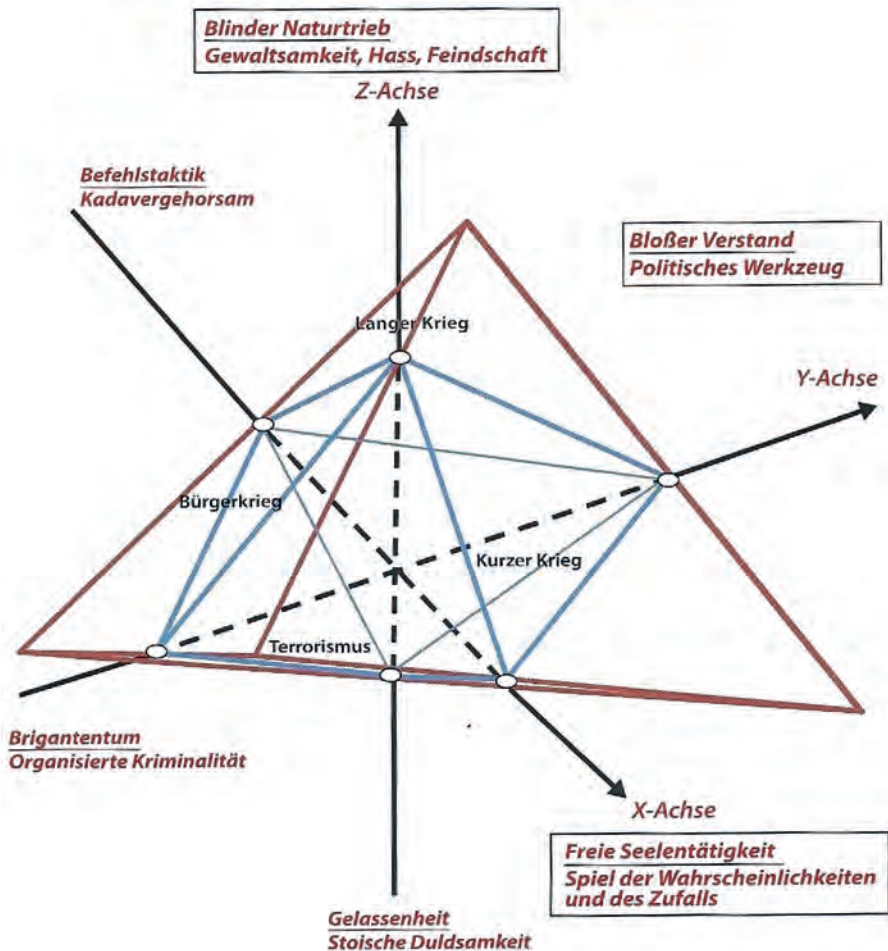 Blinder Naturtrieb
Gewaltsamkeit, Hass, Feindschaft
Z-Achse
Befehlstaktik
Kadavergehorsam
Bloßer Verstand
Politisches Werkzeug
Langer Krieg
Y-Achse
Bürgerkrieg
Kurzer Krieg
Terrorismus
Brigantentum
Organisierte Kriminalität
X-Achse
Freie Seelentätigkeit
Spiel der Wahrscheinlichkeiten
und des Zufalls
Gelassenheit
Stoische Duldsamkeit